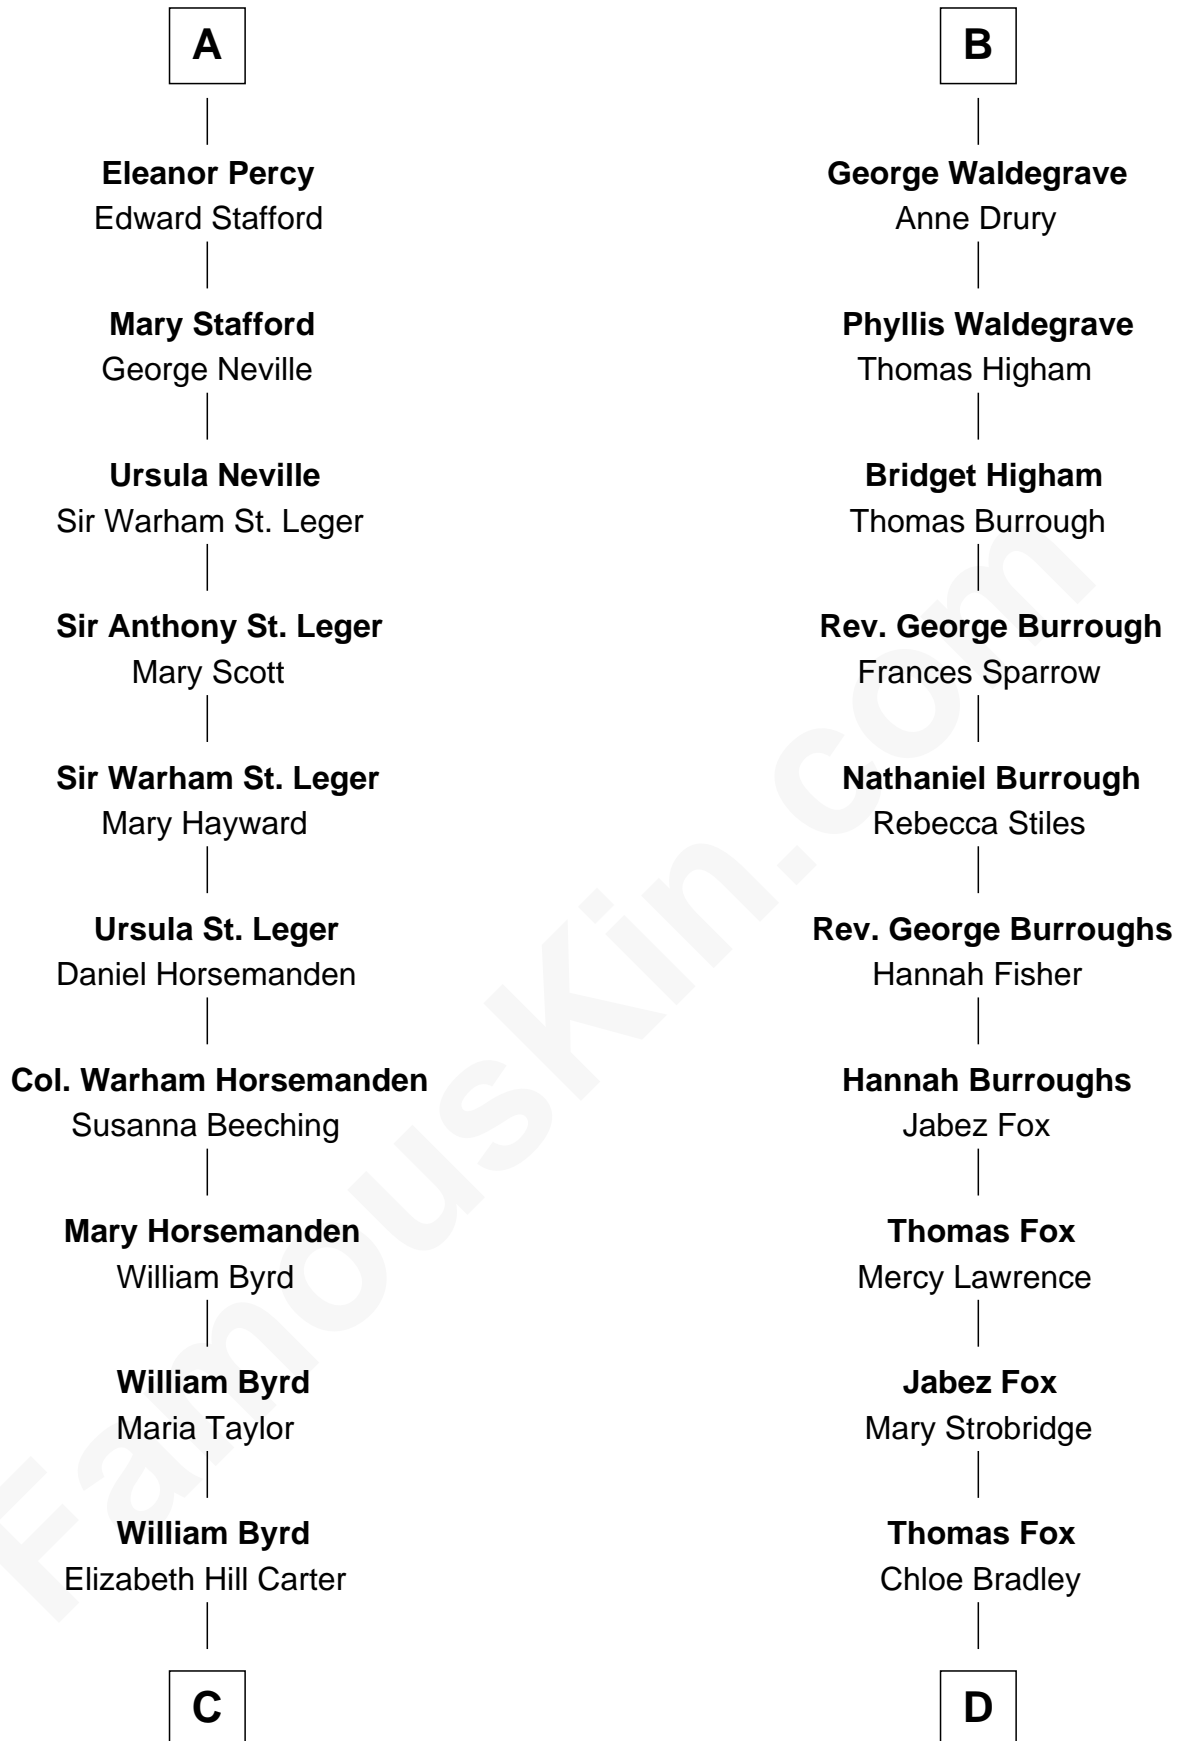 A
Eleanor Percy
Edward Stafford
Mary Stafford
George Neville
Ursula Neville
Sir Warham St. Leger
Sir Anthony St. Leger
Mary Scott
Sir Warham St. Leger
Mary Hayward
Ursula St. Leger
Daniel Horsemanden
Col. Warham Horsemanden
Susanna Beeching
Mary Horsemanden
William Byrd
William Byrd
Maria Taylor
William Byrd
Elizabeth Hill Carter
C
B
George Waldegrave
Anne Drury
Phyllis Waldegrave
Thomas Higham
Bridget Higham
Thomas Burrough
Rev. George Burrough
Frances Sparrow
Nathaniel Burrough
Rebecca Stiles
Rev. George Burroughs
Hannah Fisher
Hannah Burroughs
Jabez Fox
Thomas Fox
Mercy Lawrence
Jabez Fox
Mary Strobridge
Thomas Fox
Chloe Bradley
D
FamousKin.com